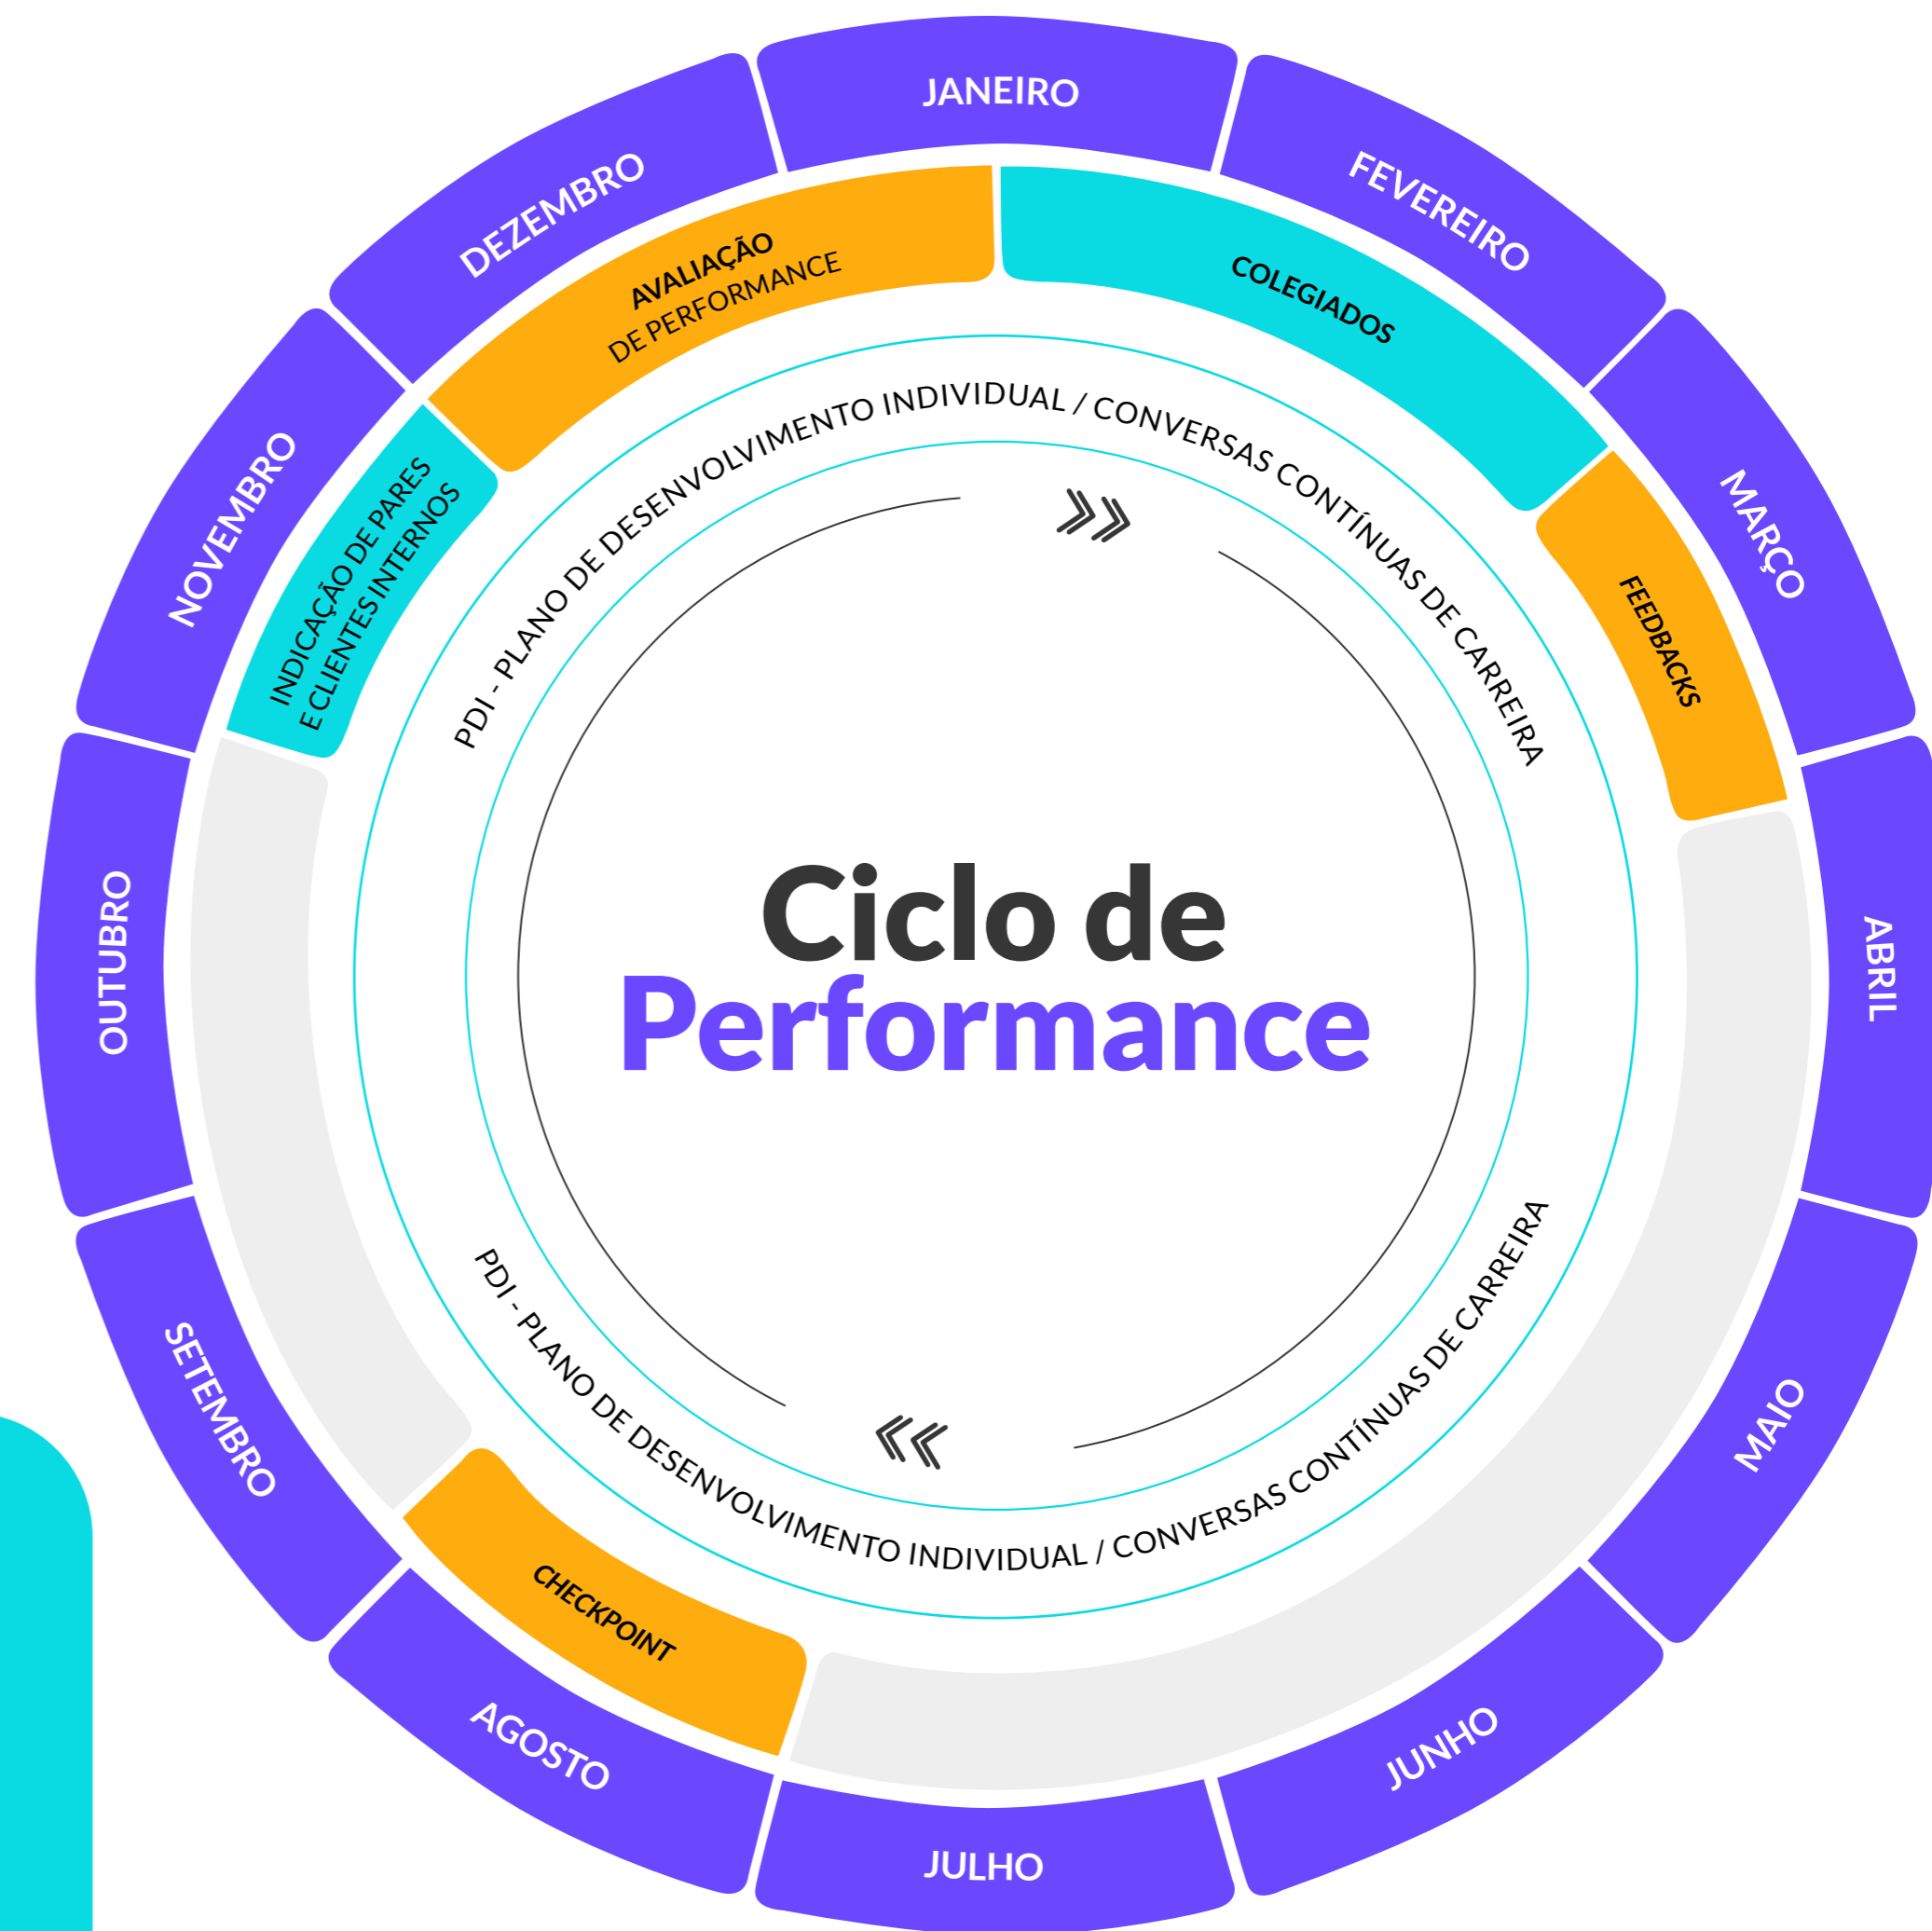 JANEIRO
FEVEREIRO
MARÇO
ABRIL
MAIO
JUNHO
JULHO
AGOSTO
SETEMBRO
OUTUBRO
NOVEMBRO
DEZEMBRO
AVALIAÇÃO
DE PERFORMANCE
COLEGIADOS
FEEDBACKS
CHECKPOINT
INDICAÇÃO DE PARES
E CLIENTES INTERNOS
PDI - PLANO DE DESENVOLVIMENTO INDIVIDUAL / CONVERSAS CONTÍNUAS DE CARREIRA
Ciclo de
Performance
PDI - PLANO DE DESENVOLVIMENTO INDIVIDUAL / CONVERSAS CONTÍNUAS DE CARREIRA